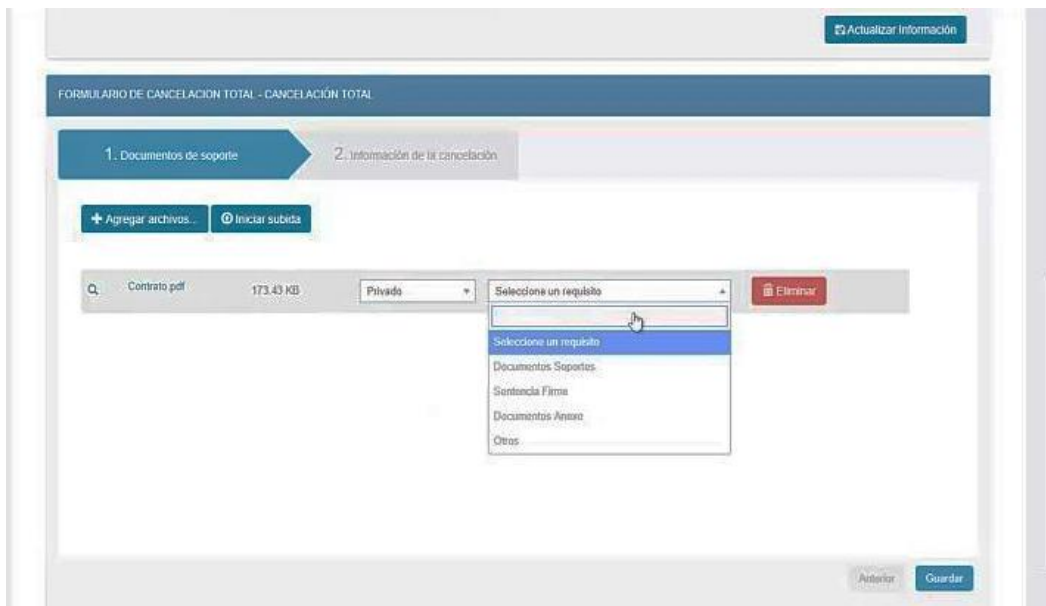 Actualizar Información
FORMULARIO DE CANCELACION TOTAL - CANCELACIÓN TOTAL
1. Documentos de soporte
2. Información de la cancelación
Agregar archivos...
Iniciar subida
Contrato.pdf
173.43 KB
Privado
Seleccione un requisito
Eliminar
Seleccione un requisito
Documentos Soportes
Sentencia Firme
Documentos Anexo
Otros
Anterior
Guardar